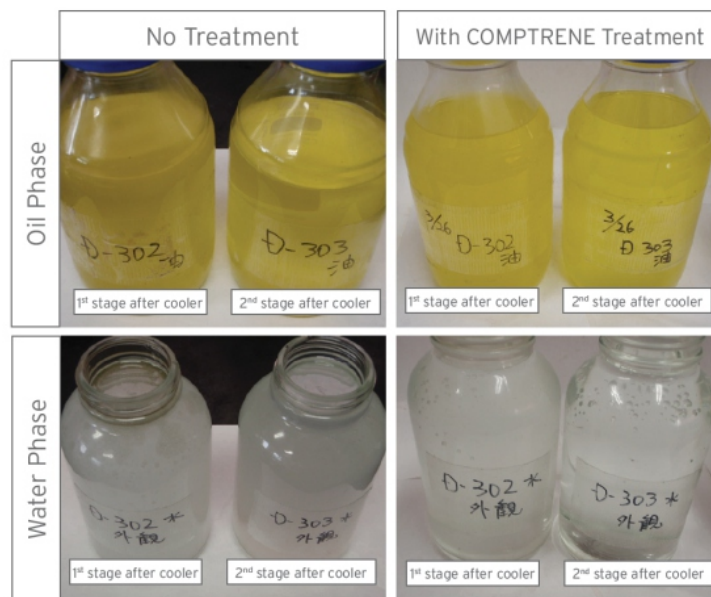 No Treatment
With COMPTRENE Treatment
Oil Phase
Đ-302 油
Đ-303
油
3/26
Đ-302
油
3/26
Đ 303
油
1st stage after cooler
2nd stage after cooler
1st stage after cooler
2nd stage after cooler
Water Phase
Đ-302 水
外観
Đ-303 水
外観
Đ-302 水
外観
Đ-303 水
外観
1st stage after cooler
2nd stage after cooler
1st stage after cooler
2nd stage after cooler